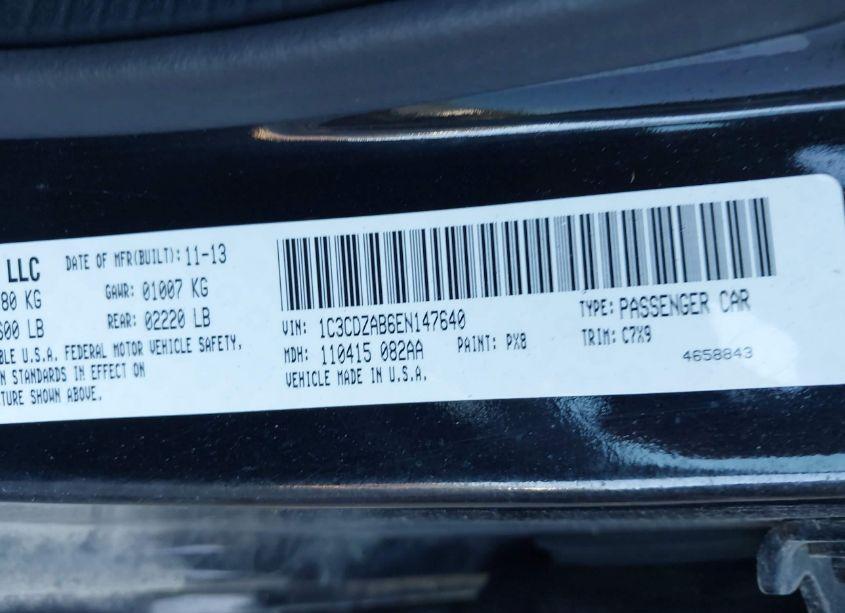 LLC DATE OF MFR(BUILT): 11-13
80 KG GAWR: 01007 KG
600 LB REAR: 02220 LB
BLE U.S.A. FEDERAL MOTOR VEHICLE SAFETY,
N STANDARDS IN EFFECT ON
TURE SHOWN ABOVE.
VIN: 1C3CDZAB6EN147640 TYPE: PASSENGER CAR
MDH: 110415 082AA PAINT: PX8 TRIM: C7X9
VEHICLE MADE IN U.S.A. 4658843